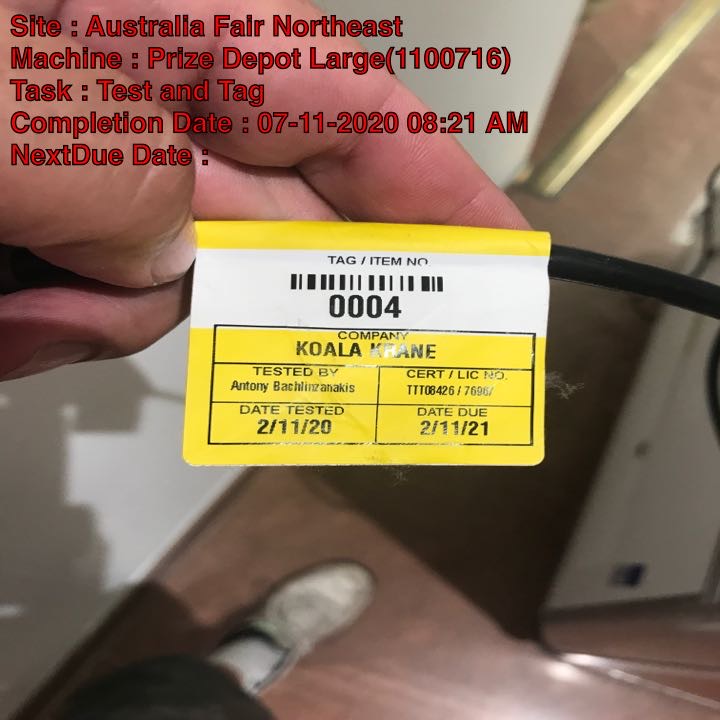 Site : Australia Fair Northeast
Machine : Prize Depot Large(1100716)
Task : Test and Tag
Completion Date : 07-11-2020 08:21 AM
NextDue Date :
TAG / ITEM NO.
0004
COMPANY
KOALA KRANE
TESTED BY
CERT / LIC NO.
Antony Bachlinzanakis
TTT08426 /
DATE TESTED
DATE DUE
2/11/20
2/11/21